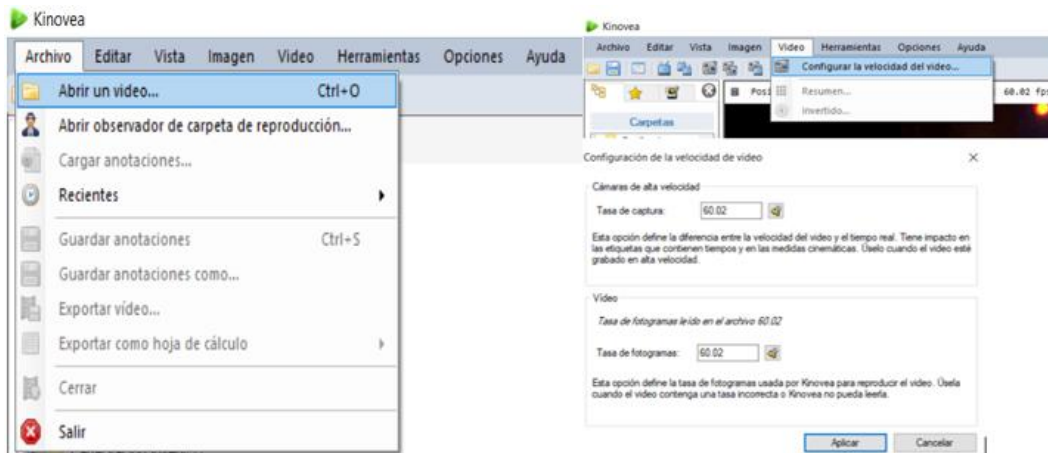 Kinovea
Archivo Editar Vista Imagen Video Herramientas Opciones Ayuda
Abrir un video... Ctrl+O
Abrir observador de carpeta de reproducción...
Cargar anotaciones...
Recientes
Guardar anotaciones Ctrl+S
Guardar anotaciones como...
Exportar vídeo...
Exportar como hoja de cálculo
Cerrar
Salir
Kinovea
Archivo Editar Vista Imagen Video Herramientas Opciones Ayuda
Configurar la velocidad del video...
Resumen...
Invertido...
Posi
60.02 fps
Carpetas
Configuración de la velocidad de video
Cámaras de alta velocidad
Tasa de captura: 60.02
Esta opción define la diferencia entre la velocidad del video y el tiempo real. Tiene impacto en
las etiquetas que contienen tiempos y en las medidas cinemáticas. Úselo cuando el video esté
grabado en alta velocidad.
Vídeo
Tasa de fotogramas leído en el archivo 60.02
Tasa de fotogramas: 60.02
Esta opción define la tasa de fotogramas usada por Kinovea para reproducir el video. Úsela
cuando el video contenga una tasa incorrecta o Kinovea no pueda leerla.
Aplicar Cancelar